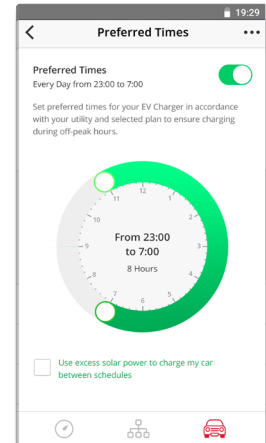 19:29
Preferred Times
Preferred Times
Every Day from 23:00 to 7:00
Set preferred times for your EV Charger in accordance
with your utility and selected plan to ensure charging
during off-peak hours.
12
11
1
10
2
From 23:00
9
to 7:00
3
8 Hours
8
4
7
5
6
Use excess solar power to charge my car
between schedules